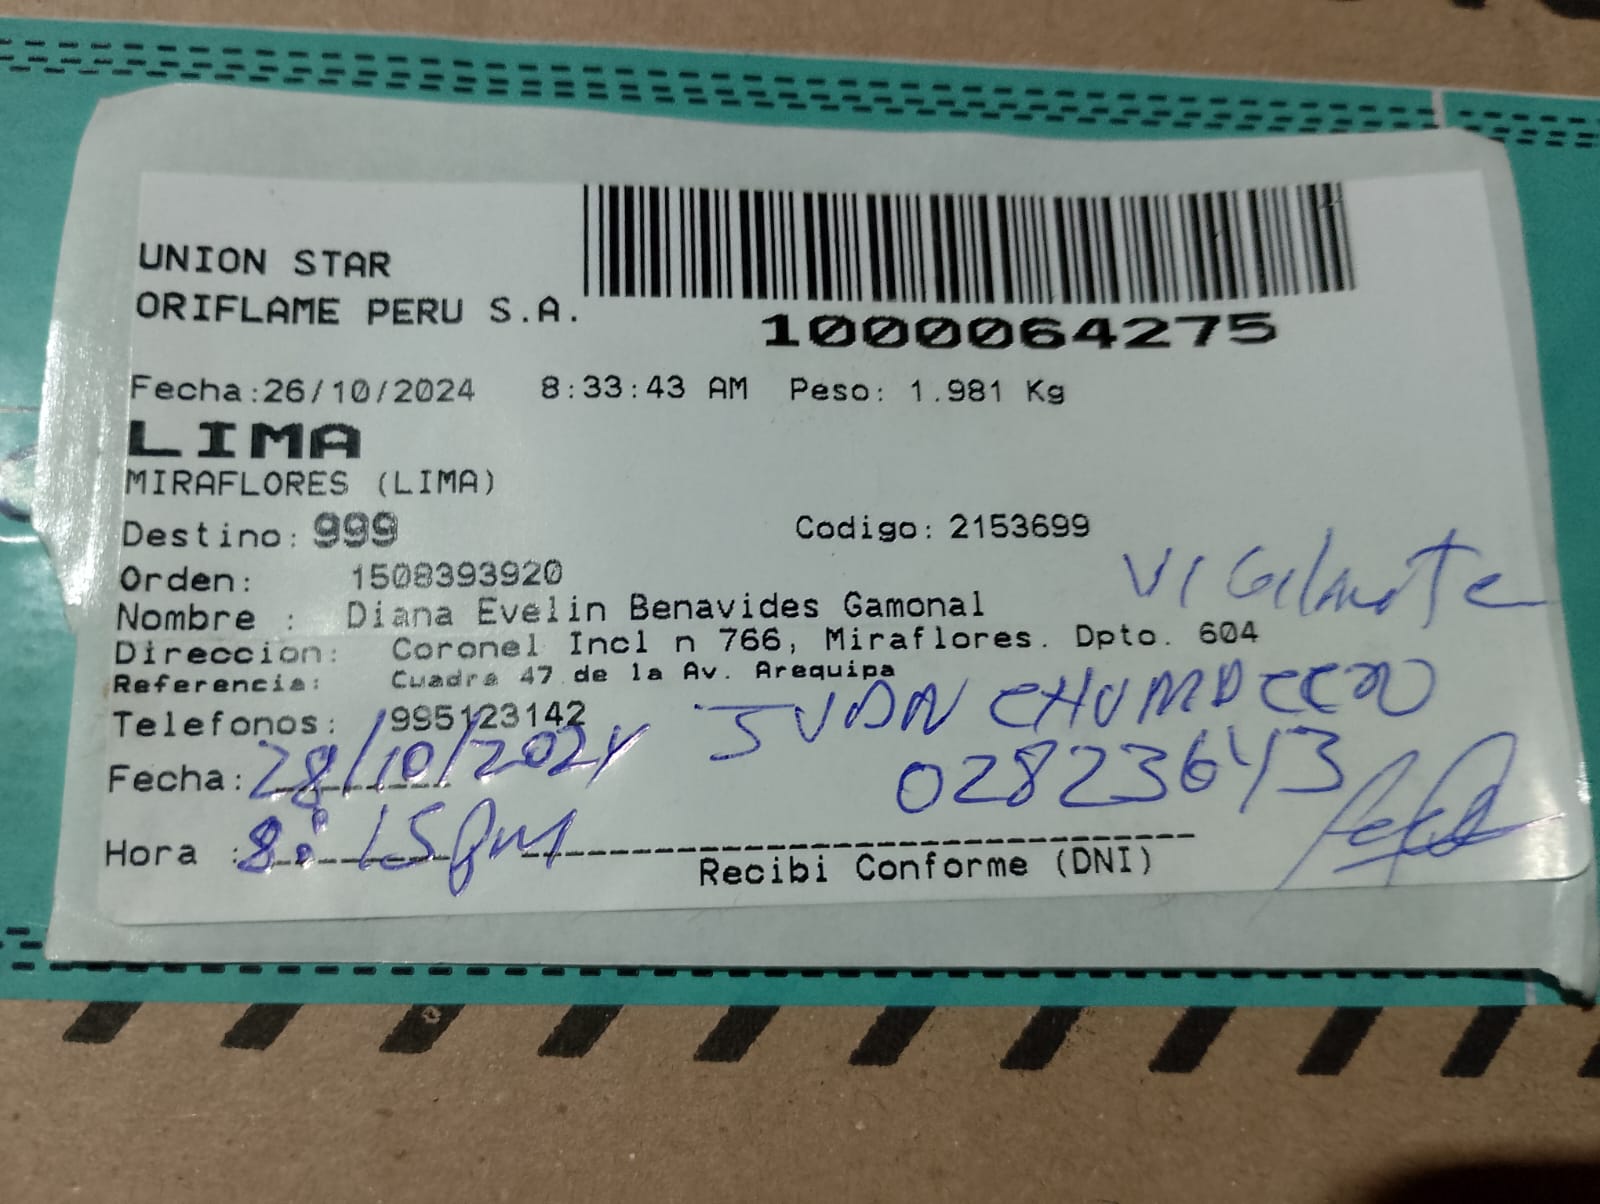 UNION STAR
ORIFLAME PERU S.A.
1000064275
Fecha:26/10/2024 8:33:43 AM Peso: 1.981 Kg
LIMA
MIRAFLORES (LIMA)
Destino: 999 Codigo: 2153699
Orden: 1508393920
Vigilante
Nombre : Diana Evelin Benavides Gamonal
Direccion: Coronel Incl n 766, Miraflores. Dpto. 604
Referencia: Cuadra 47 de la Av. Arequipa
Telefonos: 995123142
JUAN
Fecha: 28/10/2024
02823643
Hora : 8:15pm
Recibi Conforme (DNI)